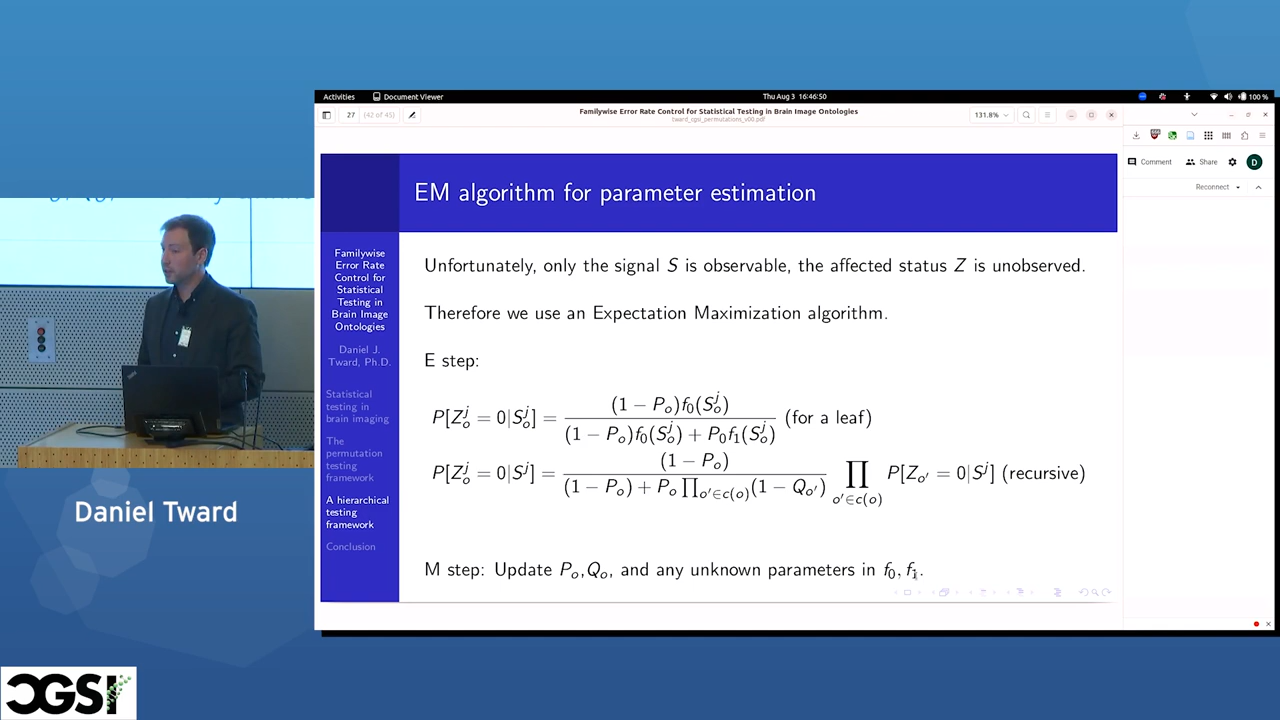 Activities
Document Viewer
Thu Aug 3 16:46:50
100 %
27 (42 of 45)
Familywise Error Rate Control for Statistical Testing in Brain Image Ontologies
tward_cgsi_permutations_v00.pdf
131.8%
EM algorithm for parameter estimation
Familywise
Error Rate
Control for
Statistical
Testing in
Brain Image
Ontologies
Daniel J.
Tward, Ph.D.
Statistical
testing in
brain imaging
The
permutation
testing
framework
A hierarchical
testing
framework
Conclusion
Unfortunately, only the signal S is observable, the affected status Z is unobserved.
Therefore we use an Expectation Maximization algorithm.
E step:
P[Z_o^j = 0|S_o^j] = (1 − P_o)f_0(S_o^j) / ((1 − P_o)f_0(S_o^j) + P_0f_1(S_o^j)) (for a leaf)
P[Z_o^j = 0|S^j] = (1 − P_o) / ((1 − P_o) + P_o ∏_{o′∈c(o)}(1 − Q_{o′})) ∏_{o′∈c(o)} P[Z_{o′} = 0|S^j] (recursive)
M step: Update P_o, Q_o, and any unknown parameters in f_0, f_1.
Comment
Share
D
Reconnect
Daniel Tward
CGSI